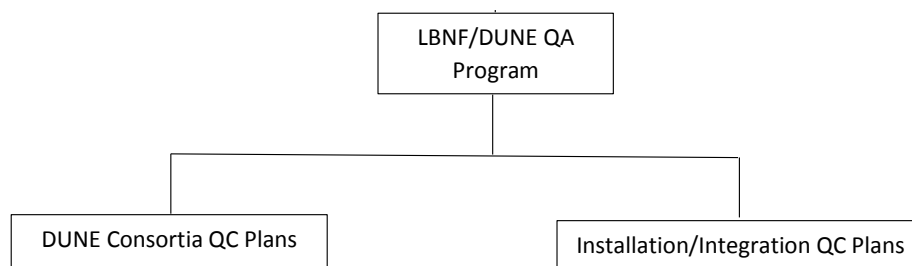 LBNF/DUNE QA
Program
DUNE Consortia QC Plans
Installation/Integration QC Plans